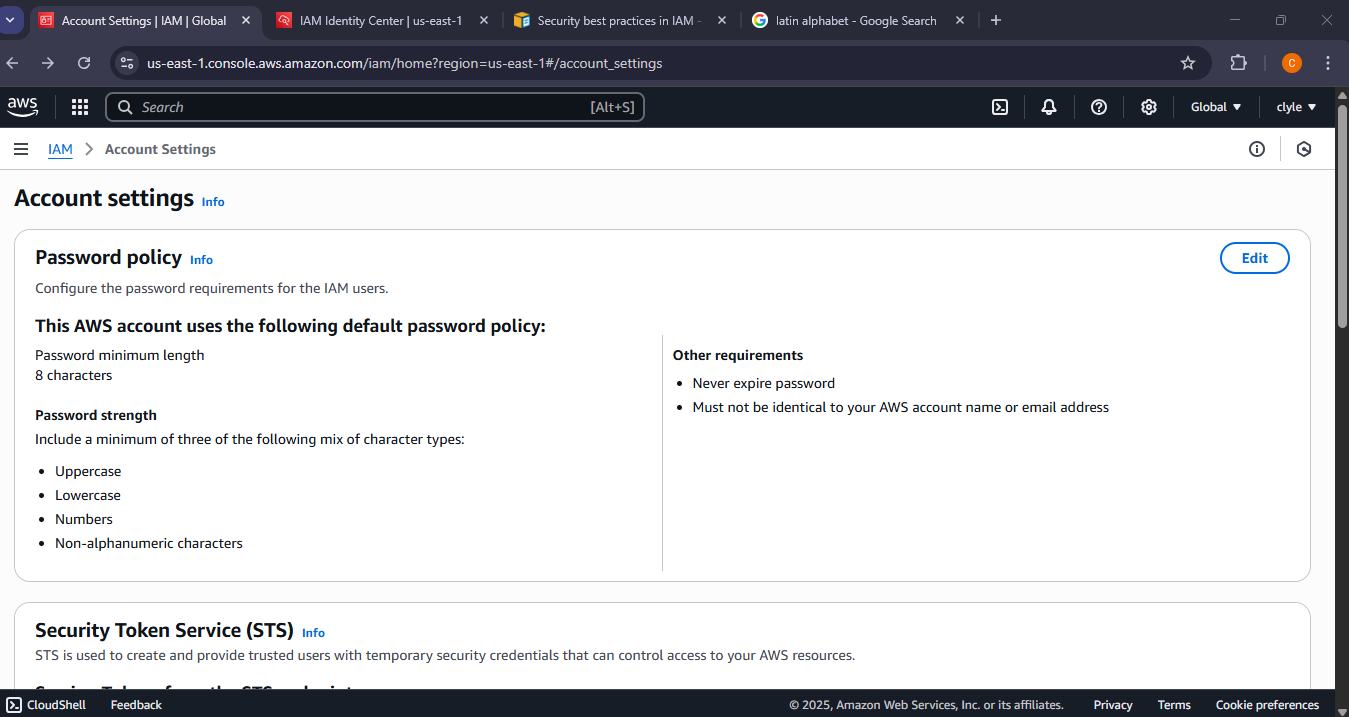 Account Settings | IAM | Global
IAM Identity Center | us-east-1
Security best practices in IAM -
latin alphabet - Google Search
us-east-1.console.aws.amazon.com/iam/home?region=us-east-1#/account_settings
C
aws
Search
[Alt+S]
Global
clyle
IAM
Account Settings
Account settings Info
Password policy Info
Edit
Configure the password requirements for the IAM users.
This AWS account uses the following default password policy:
Password minimum length
8 characters
Password strength
Include a minimum of three of the following mix of character types:
• Uppercase
• Lowercase
• Numbers
• Non-alphanumeric characters
Other requirements
• Never expire password
• Must not be identical to your AWS account name or email address
Security Token Service (STS) Info
STS is used to create and provide trusted users with temporary security credentials that can control access to your AWS resources.
CloudShell
Feedback
© 2025, Amazon Web Services, Inc. or its affiliates.
Privacy
Terms
Cookie preferences